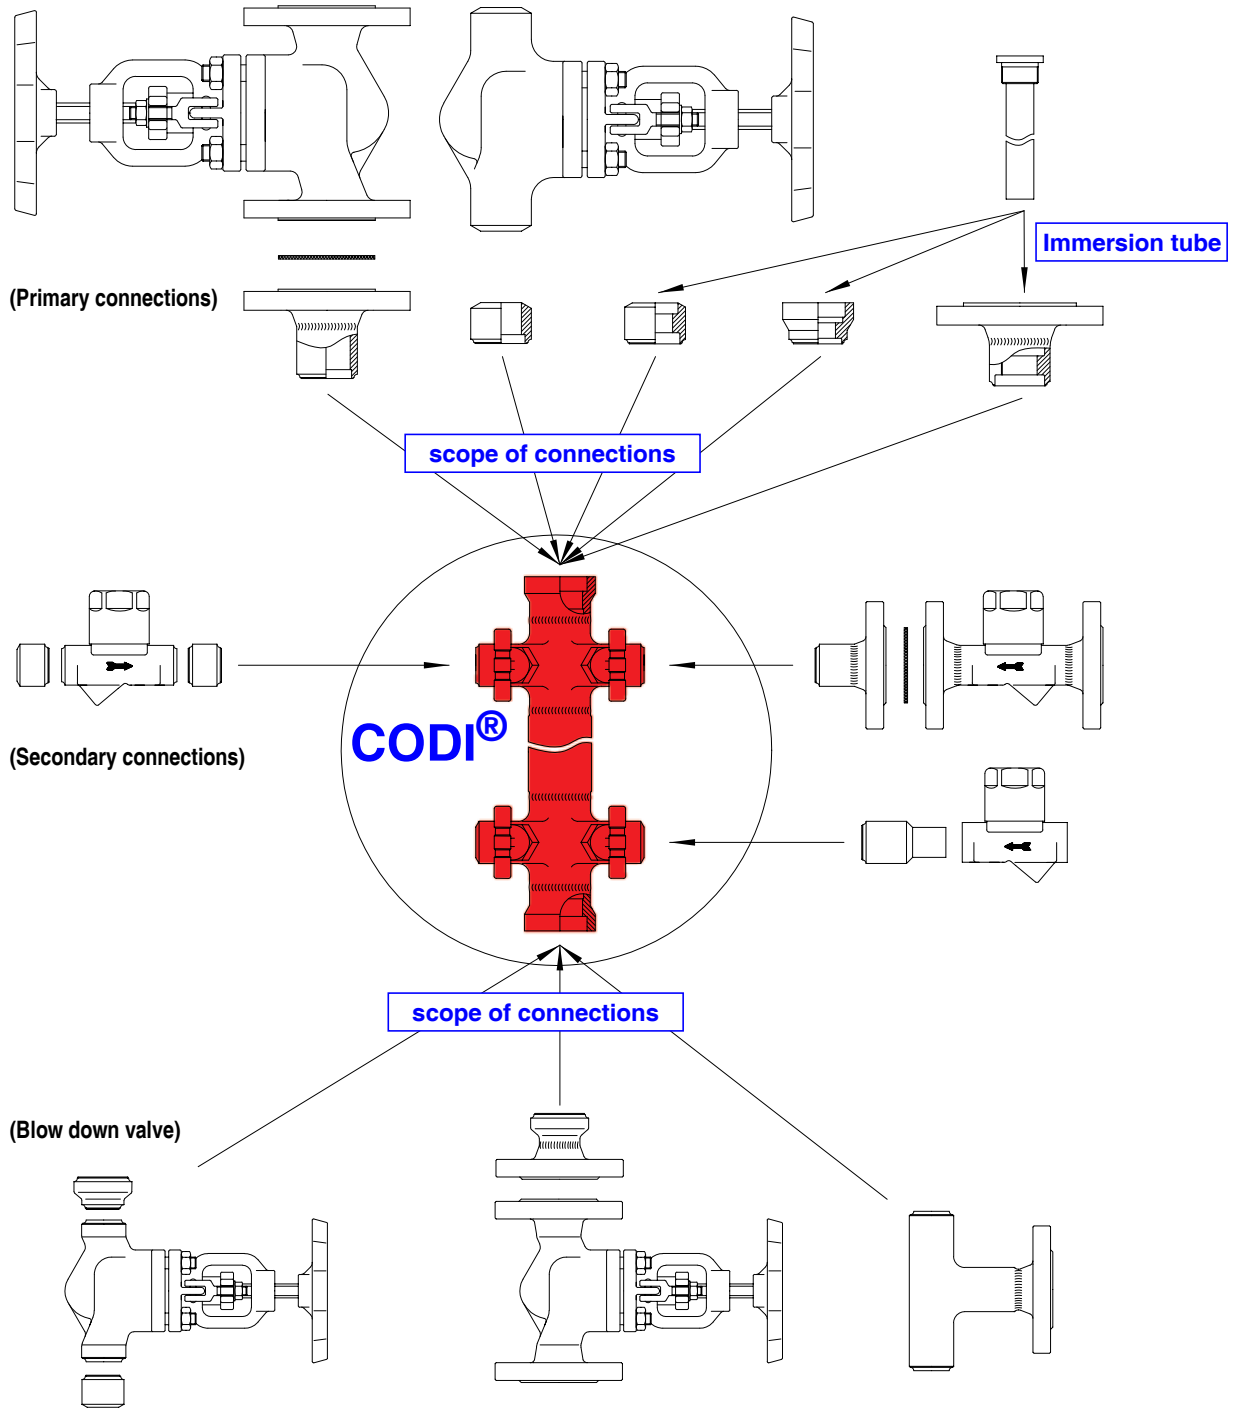 Immersion tube
(Primary connections)
scope of connections
CODI®
(Secondary connections)
scope of connections
(Blow down valve)